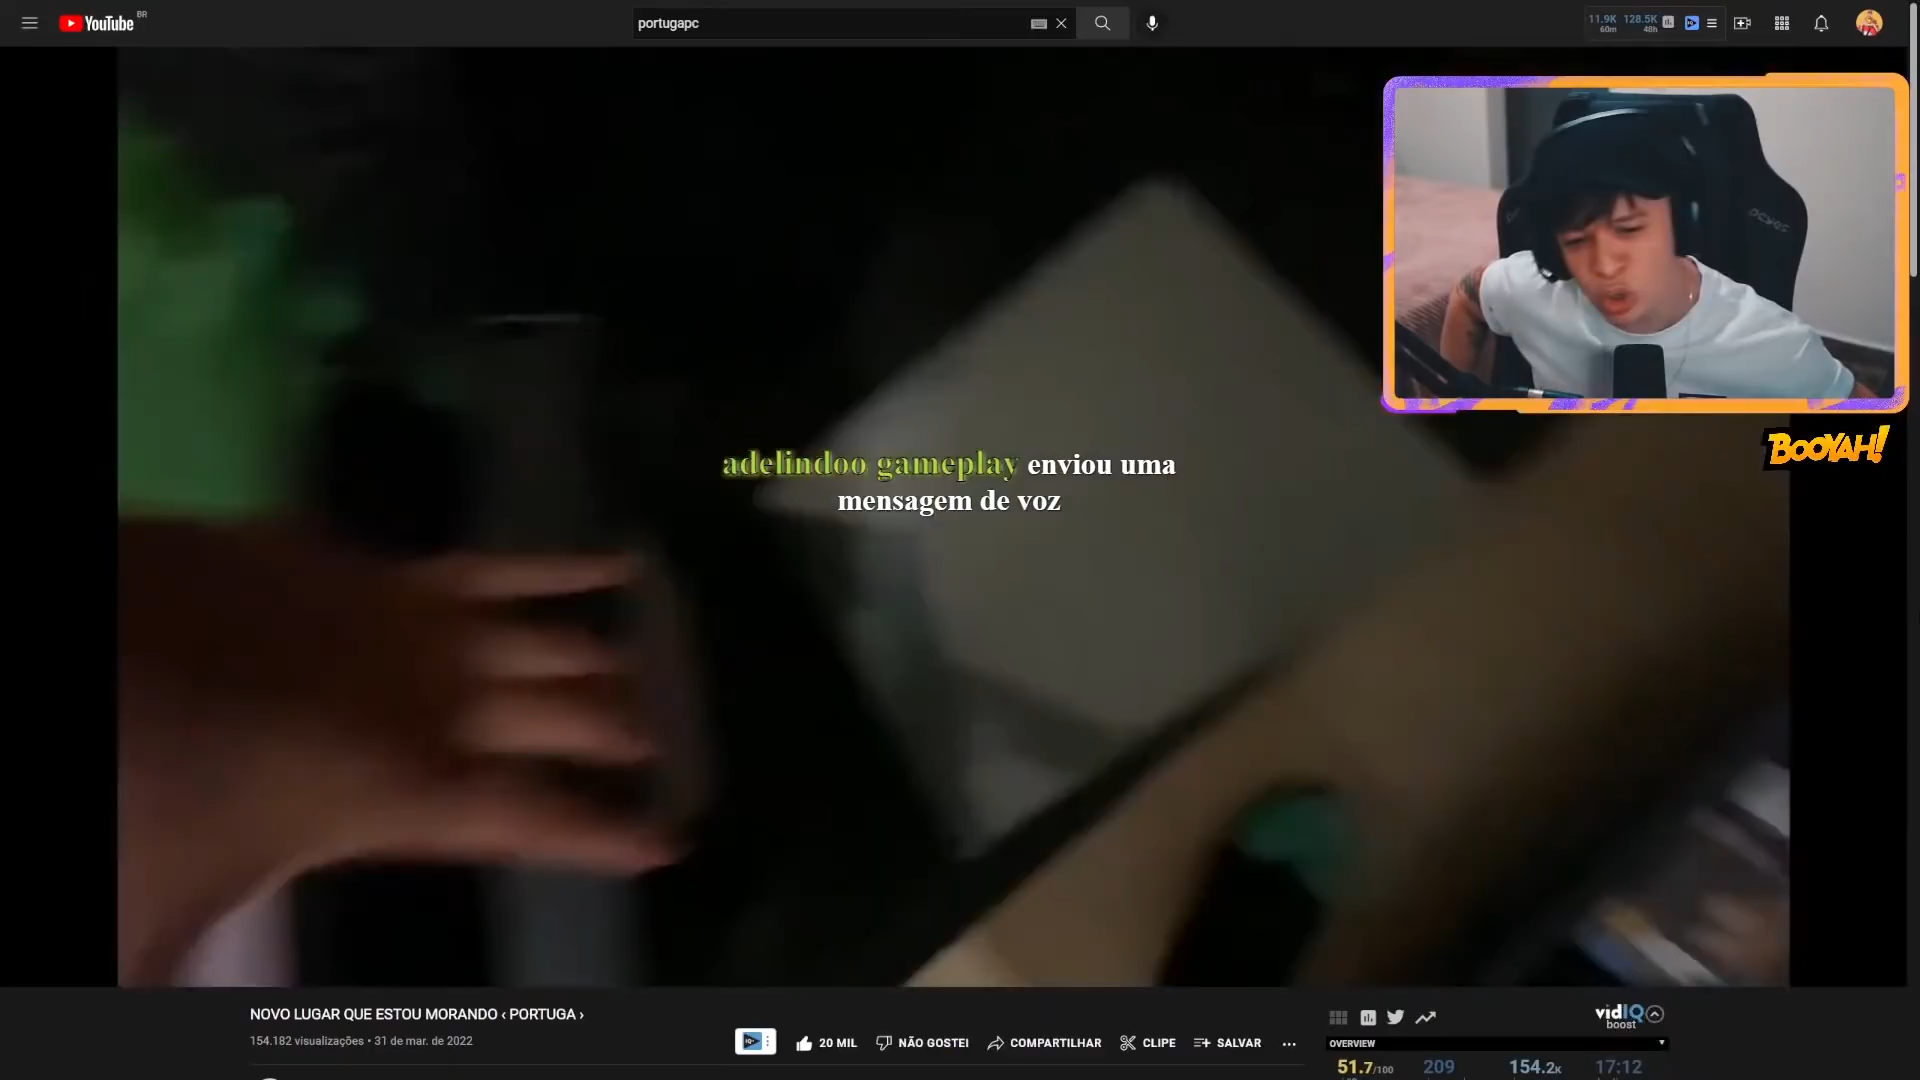 YouTube BR
portugapc
11.9K 60m
128.5K 48h
BOOYAH!
adelindoo gameplay enviou uma
mensagem de voz
NOVO LUGAR QUE ESTOU MORANDO ‹ PORTUGA ›
154.182 visualizações • 31 de mar. de 2022
20 MIL
NÃO GOSTEI
COMPARTILHAR
CLIPE
SALVAR
vidIQ
boost
OVERVIEW
51.7/100
209
154.2K
17:12